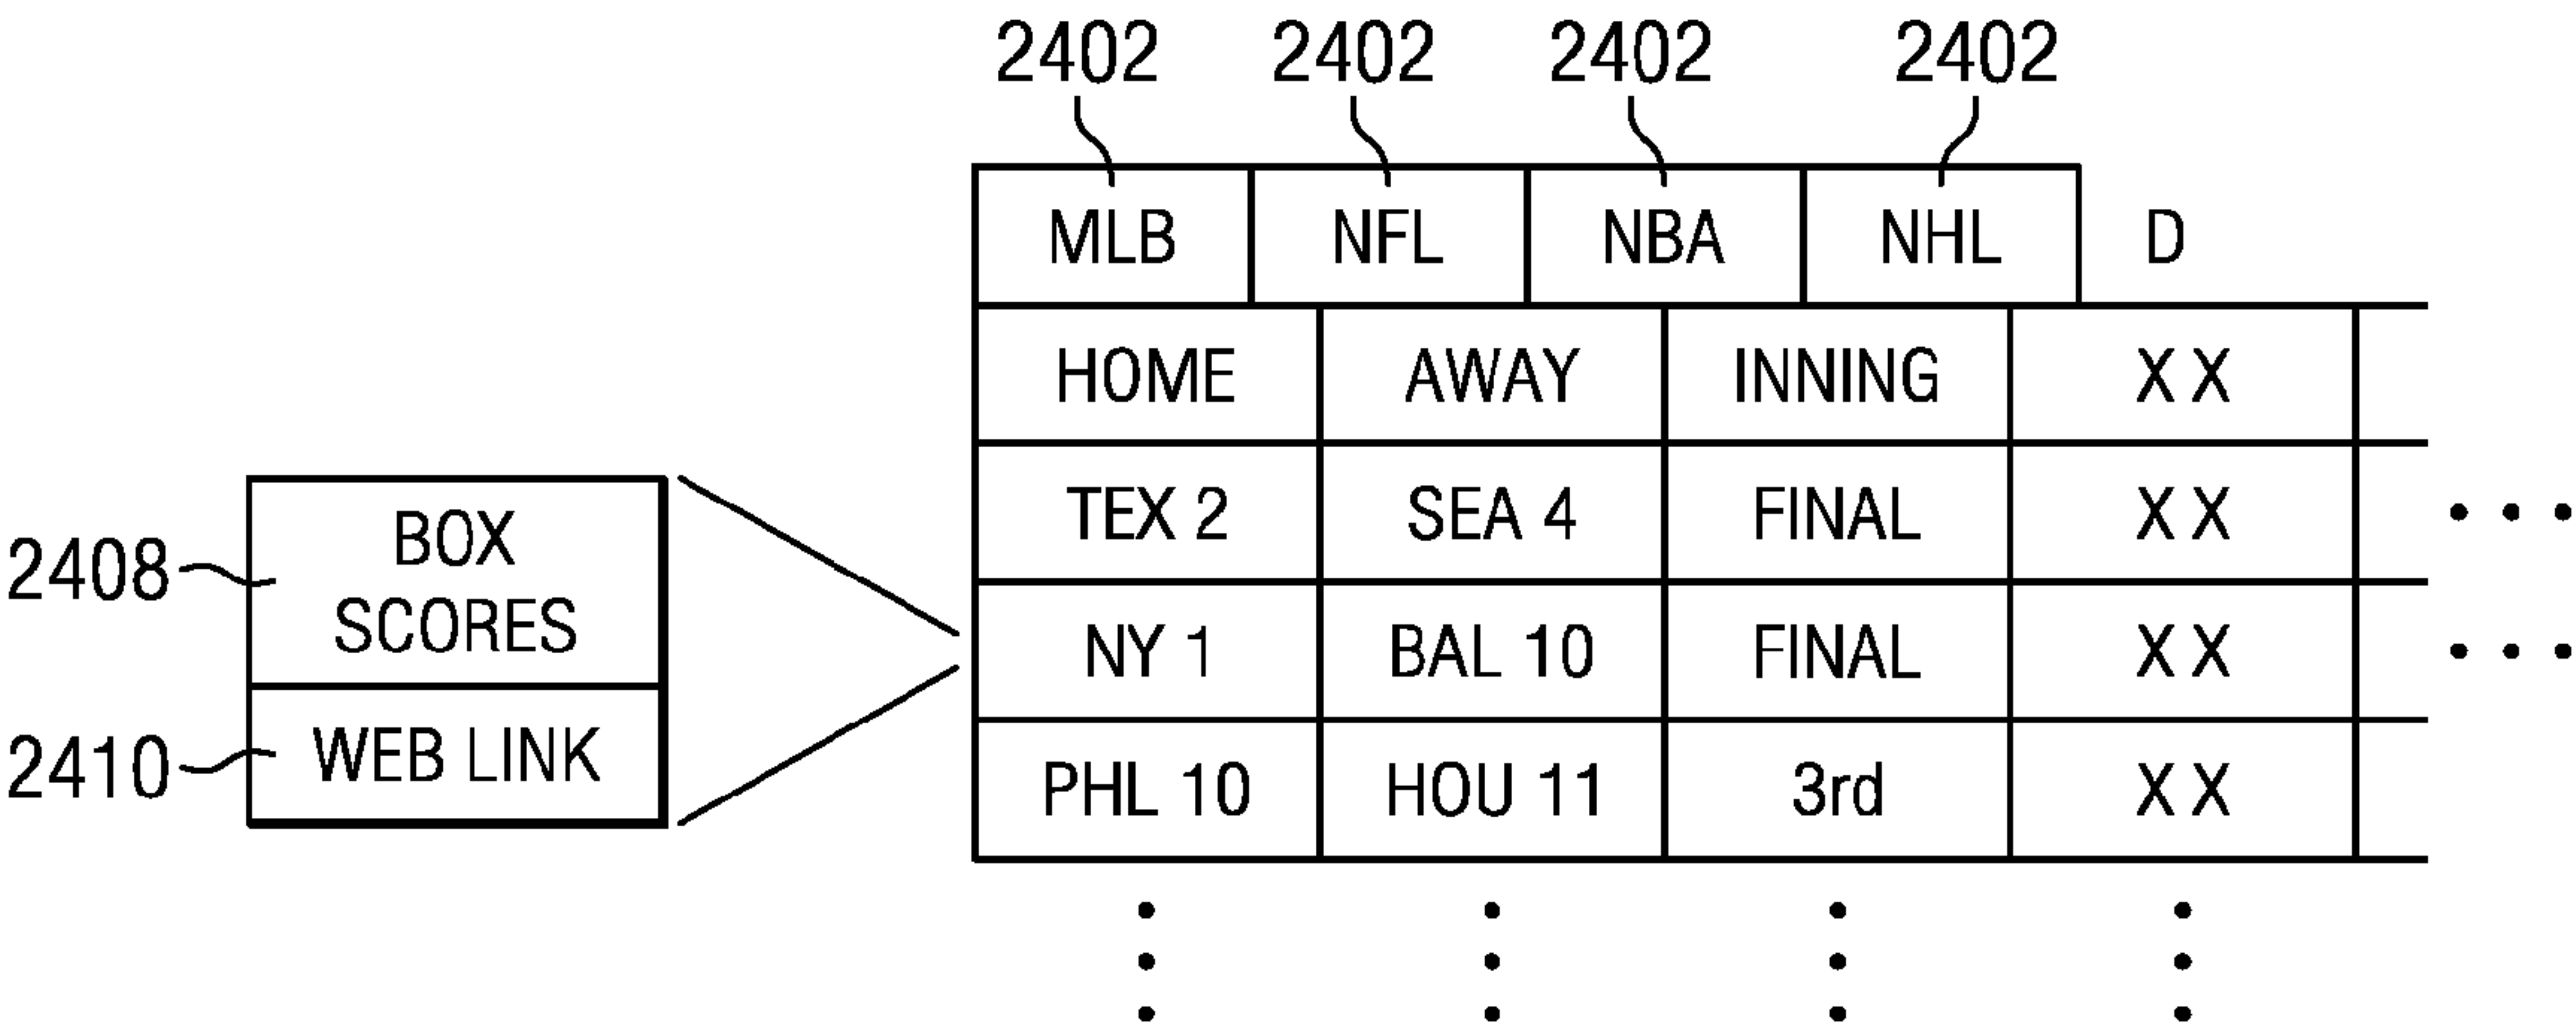 2402 2402 2402 2402
MLB NFL NBA NHL D
HOME AWAY INNING X X
TEX 2 SEA 4 FINAL X X
BOX
2408
SCORES
NY 1 BAL 10 FINAL X X
2410 WEB LINK
PHL 10 HOU 11 3rd X X